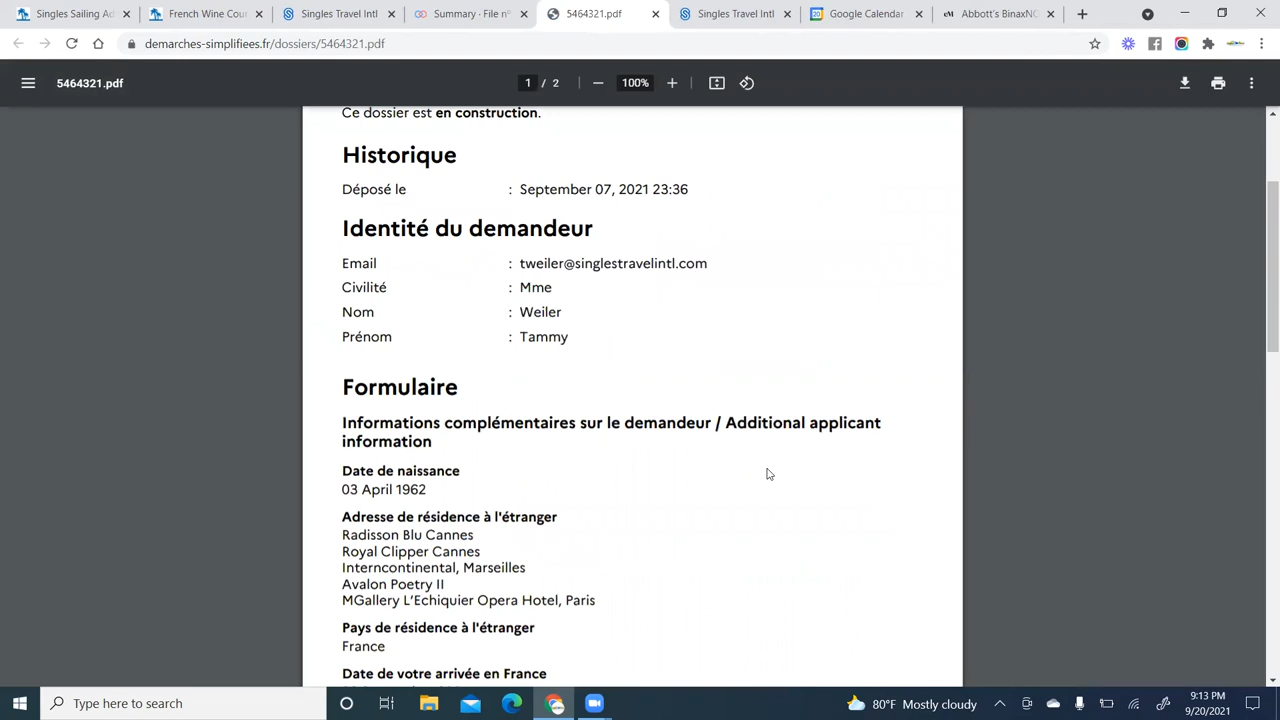 Singles Sailing Ad
French Wine Cou
Singles Travel Intl
Summary · File n°
5464321.pdf
Singles Travel Intl
Google Calendar
Abbott's BinaxNO
demarches-simplifiees.fr/dossiers/5464321.pdf
5464321.pdf
1 / 2
100%
Ce dossier est en construction.
Historique
Déposé le : September 07, 2021 23:36
Identité du demandeur
Email : tweiler@singlestravelintl.com
Civilité : Mme
Nom : Weiler
Prénom : Tammy
Formulaire
Informations complémentaires sur le demandeur / Additional applicant
information
Date de naissance
03 April 1962
Adresse de résidence à l'étranger
Radisson Blu Cannes
Royal Clipper Cannes
Interncontinental, Marseilles
Avalon Poetry II
MGallery L'Echiquier Opera Hotel, Paris
Pays de résidence à l'étranger
France
Date de votre arrivée en France
Type here to search
80°F Mostly cloudy
9:13 PM
9/20/2021